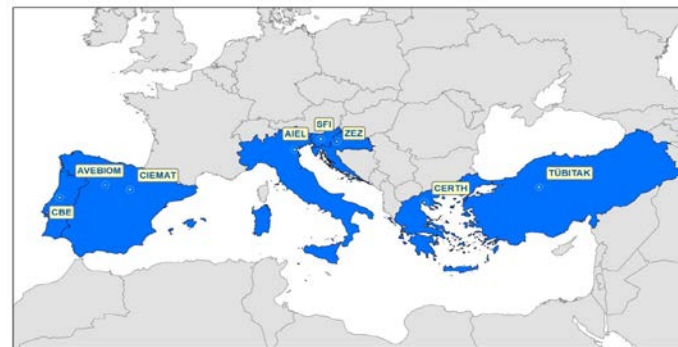 SFI
AIEL
ZEZ
AVEBIOM
CIEMAT
CERTH
TÜBITAK
CBE